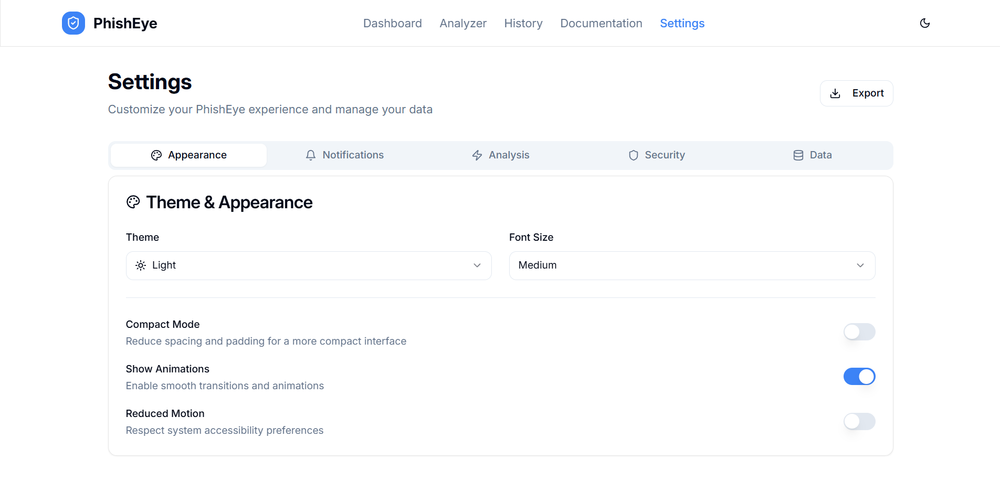 PhishEye
Dashboard Analyzer History Documentation Settings
Settings
Customize your PhishEye experience and manage your data
Export
Appearance Notifications Analysis Security Data
Theme & Appearance
Theme
Light
Font Size
Medium
Compact Mode
Reduce spacing and padding for a more compact interface
Show Animations
Enable smooth transitions and animations
Reduced Motion
Respect system accessibility preferences